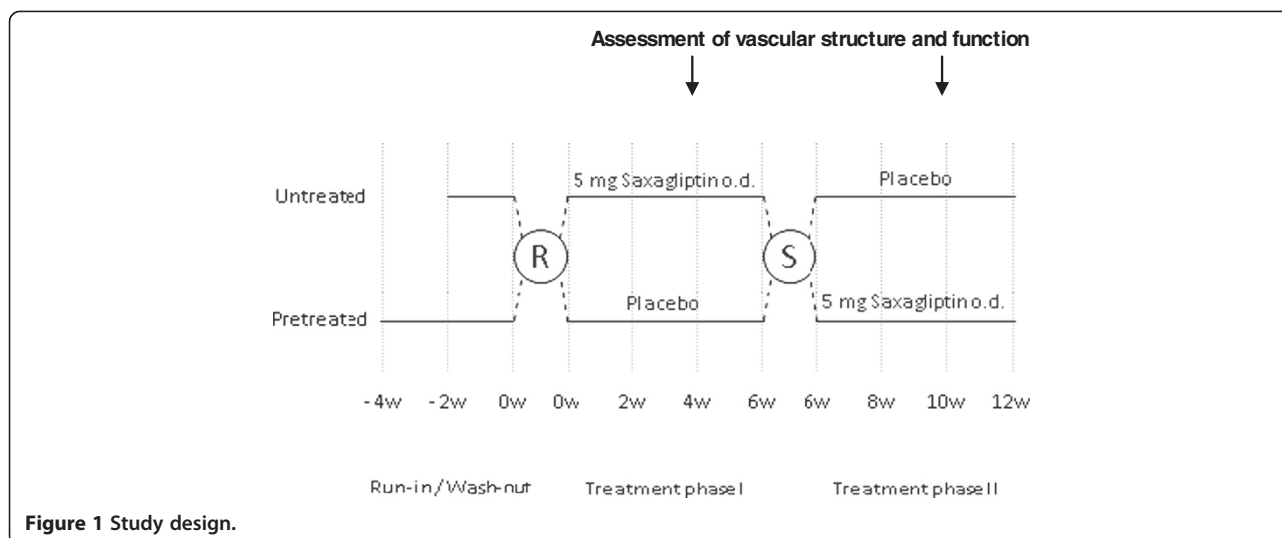 Assessment of vascular structure and function
5 mg Saxagliptin o.d.
Placebo
Untreated
R
S
Placebo
5 mg Saxagliptin o.d.
Pretreated
-4w -2w 0w 0w 2w 4w 6w 6w 8w 10w 12w
Run-in/Wash-out Treatment phase I Treatment phase II
Figure 1 Study design.